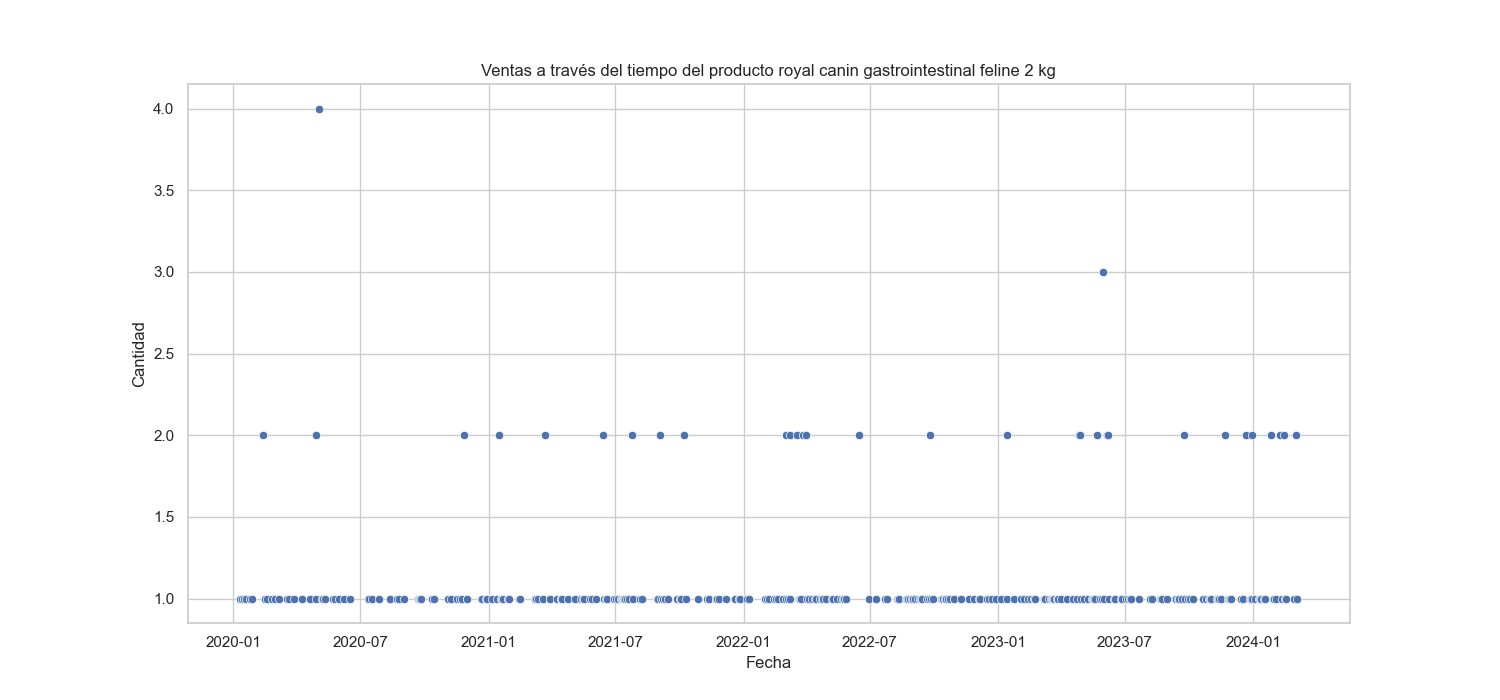 Ventas a través del tiempo del producto royal canin gastrointestinal feline 2 kg
4.0
3.5
3.0
2.5
2.0
1.5
1.0
Cantidad
2020-01 2020-07 2021-01 2021-07 2022-01 2022-07 2023-01 2023-07 2024-01
Fecha